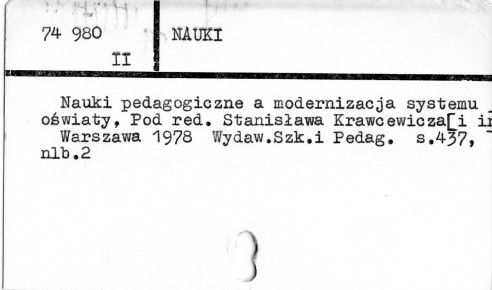 74 980
NAUKI
II
Nauki pedagogiczne a modernizacja systemu
oświaty, Pod red. Stanisława Krawcewicza[i in
Warszawa 1978 Wydaw.Szk.i Pedag. s.437,
nlb.2